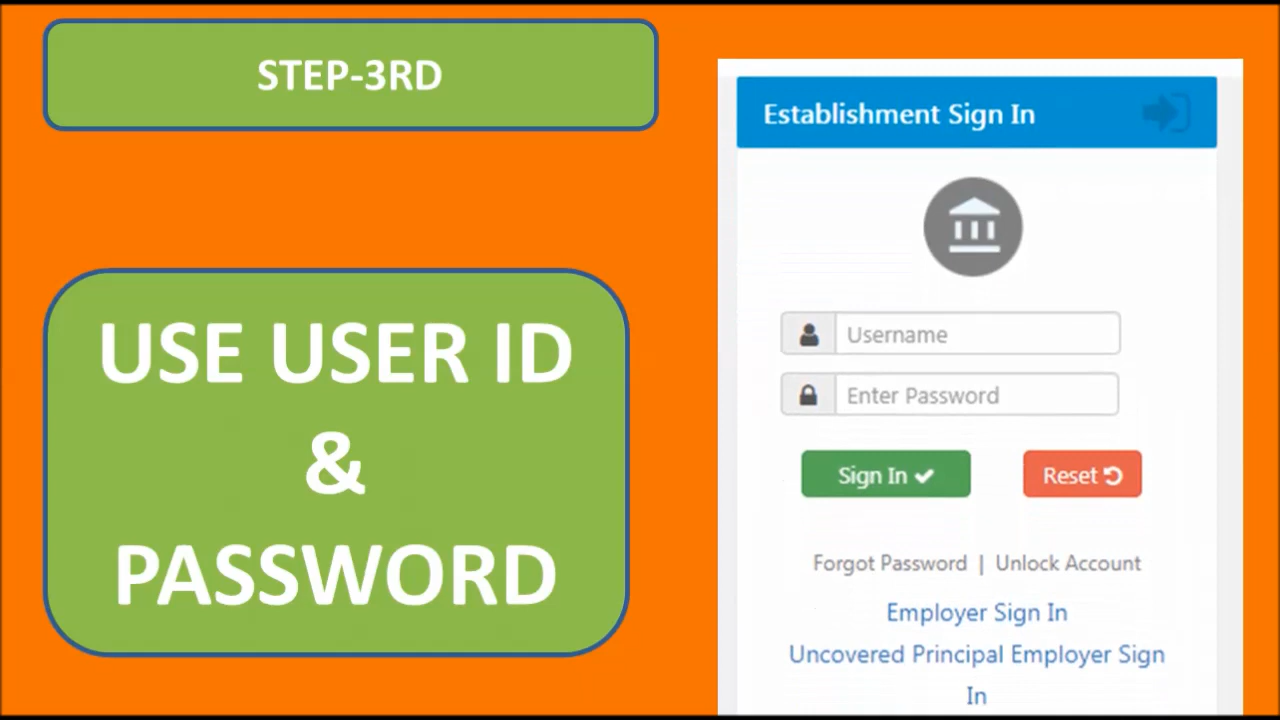 STEP-3RD
USE USER ID
&
PASSWORD
Establishment Sign In
Username
Enter Password
Sign In
Reset
Forgot Password | Unlock Account
Employer Sign In
Uncovered Principal Employer Sign
In